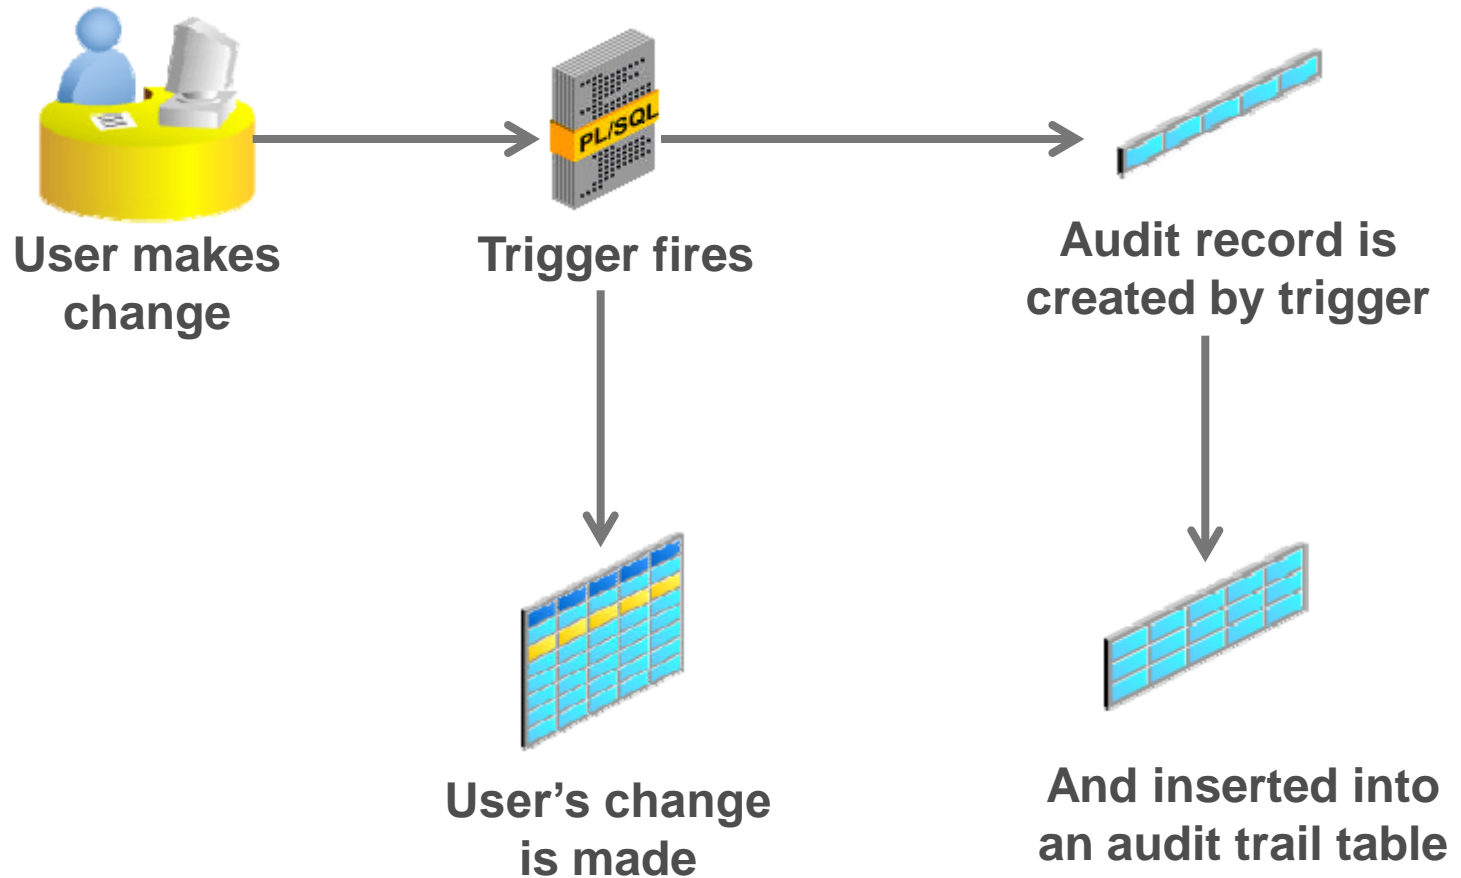 PL/SQL
User makes
change
Trigger fires
Audit record is
created by trigger
User’s change
is made
And inserted into
an audit trail table